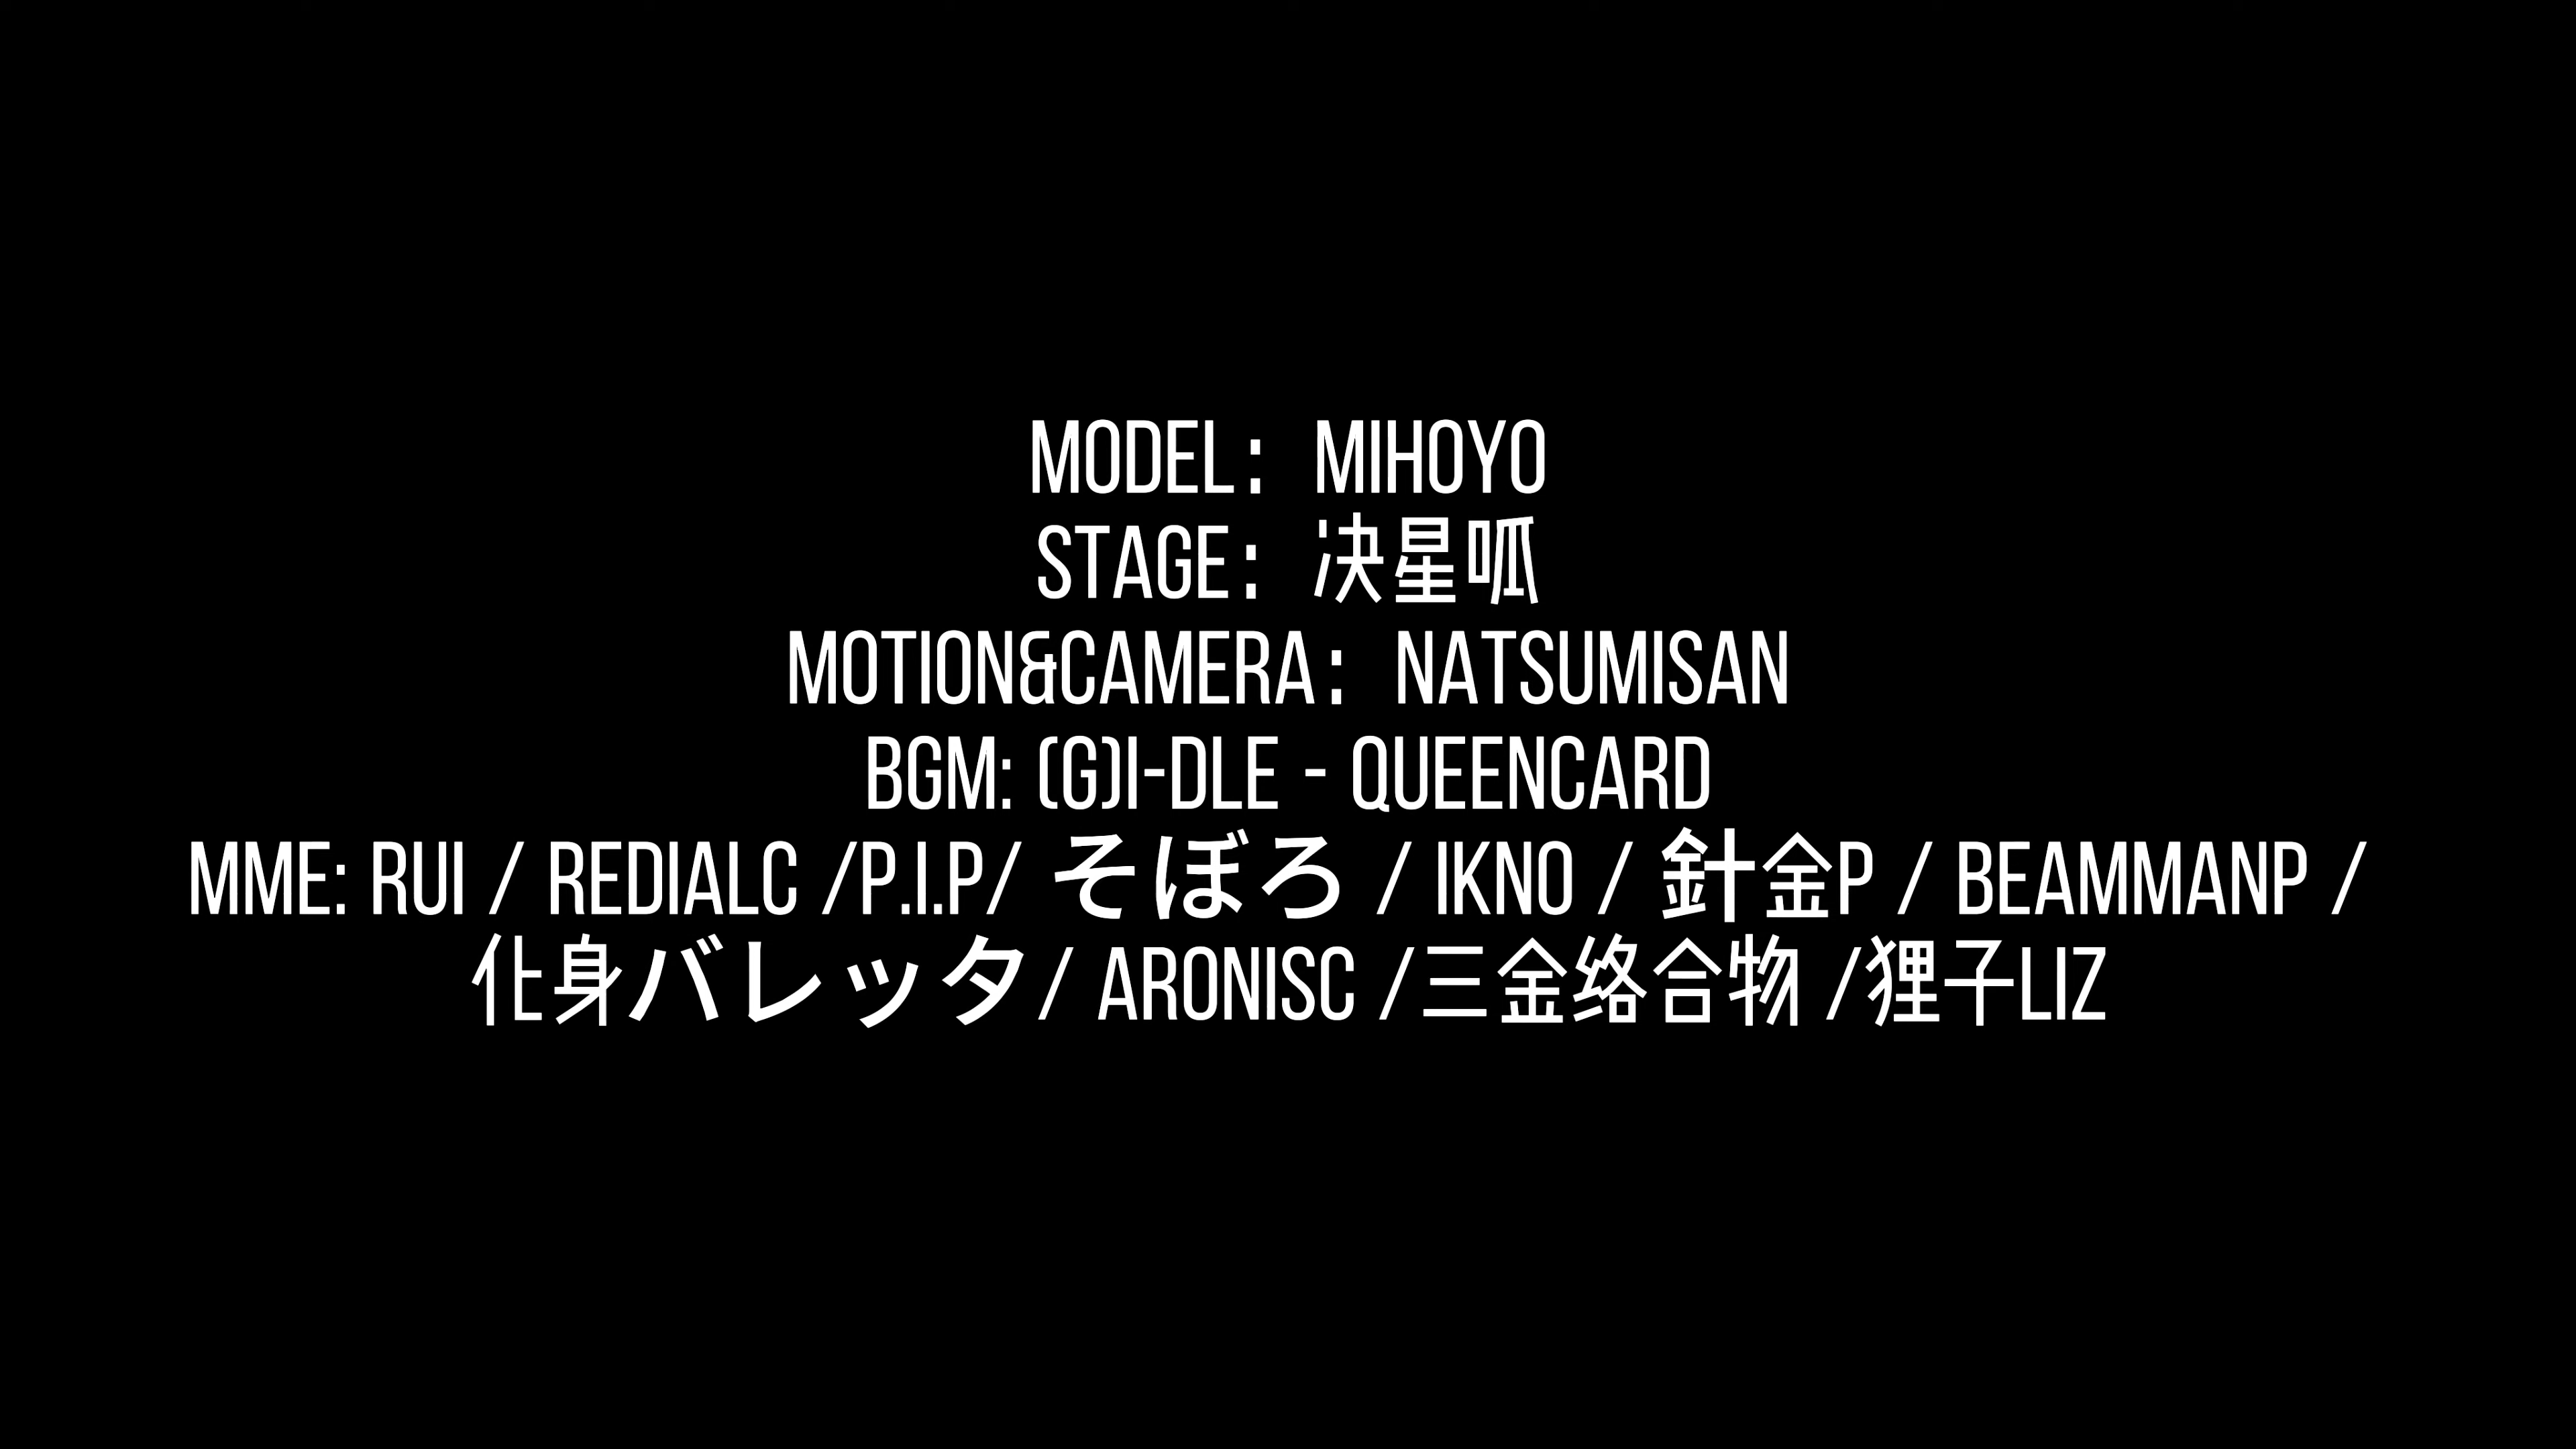 MODEL：MIHOYO
STAGE：决星呱
MOTION&CAMERA：NATSUMISAN
BGM: (G)I-DLE - QUEENCARD
MME: RUI / REDIALC /P.I.P/ そぼろ / IKNO / 針金P / BEAMMANP /
化身バレッタ/ ARONISC /三金络合物 /狸子LIZ